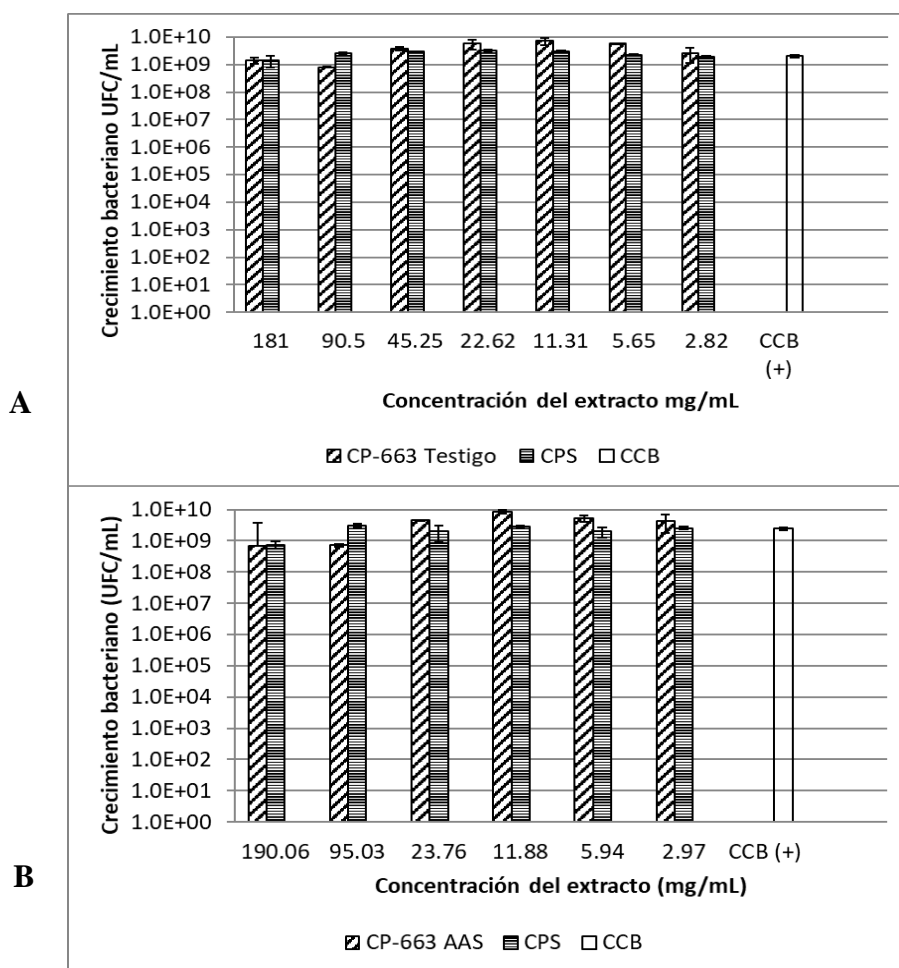 Crecimiento bacteriano UFC/mL
1.0E+10
1.0E+09
1.0E+08
1.0E+07
1.0E+06
1.0E+05
1.0E+04
1.0E+03
1.0E+02
1.0E+01
1.0E+00
181 90.5 45.25 22.62 11.31 5.65 2.82 CCB
(+)
A
Concentración del extracto mg/mL
CP-663 Testigo CPS CCB
Crecimiento bacteriano (UFC/mL)
1.0E+10
1.0E+09
1.0E+08
1.0E+07
1.0E+06
1.0E+05
1.0E+04
1.0E+03
1.0E+02
1.0E+01
1.0E+00
190.06 95.03 23.76 11.88 5.94 2.97 CCB (+)
B
Concentración del extracto (mg/mL)
CP-663 AAS CPS CCB